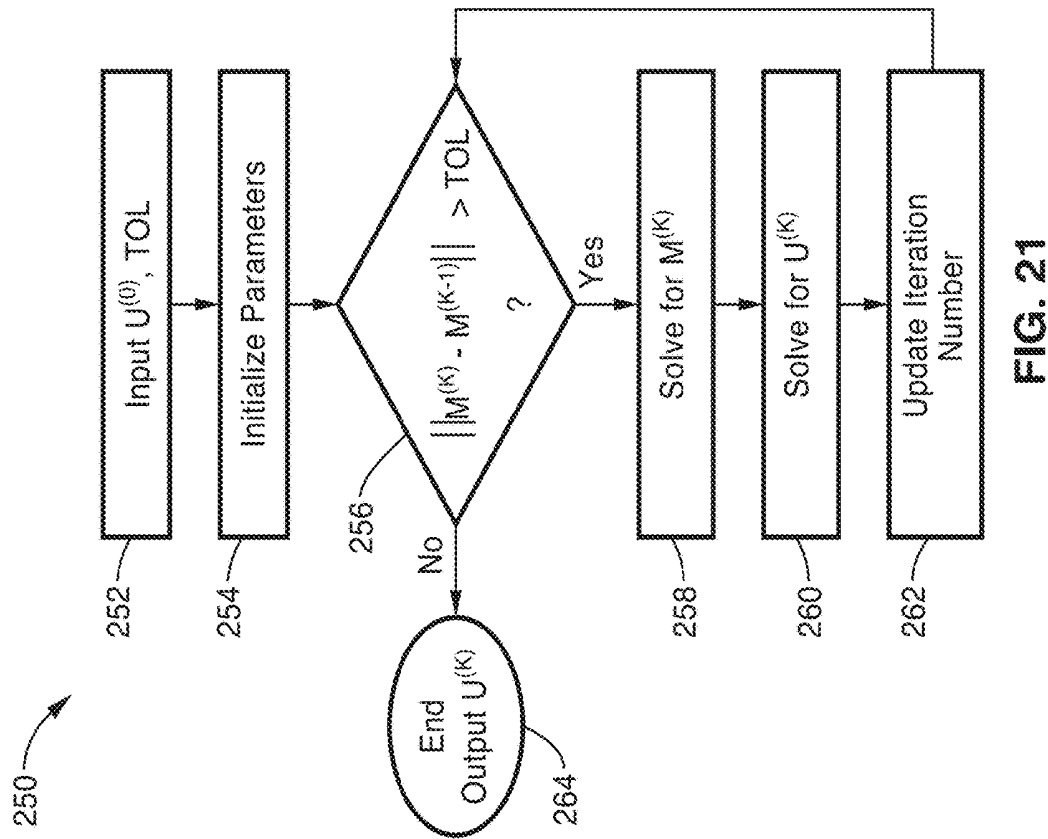 250
252
Input U^(0), TOL
254
Initialize Parameters
256
||M^(K) - M^(K-1)|| > TOL
?
No
Yes
End
Output U^(K)
264
258
Solve for M^(K)
260
Solve for U^(K)
262
Update Iteration
Number
FIG. 21